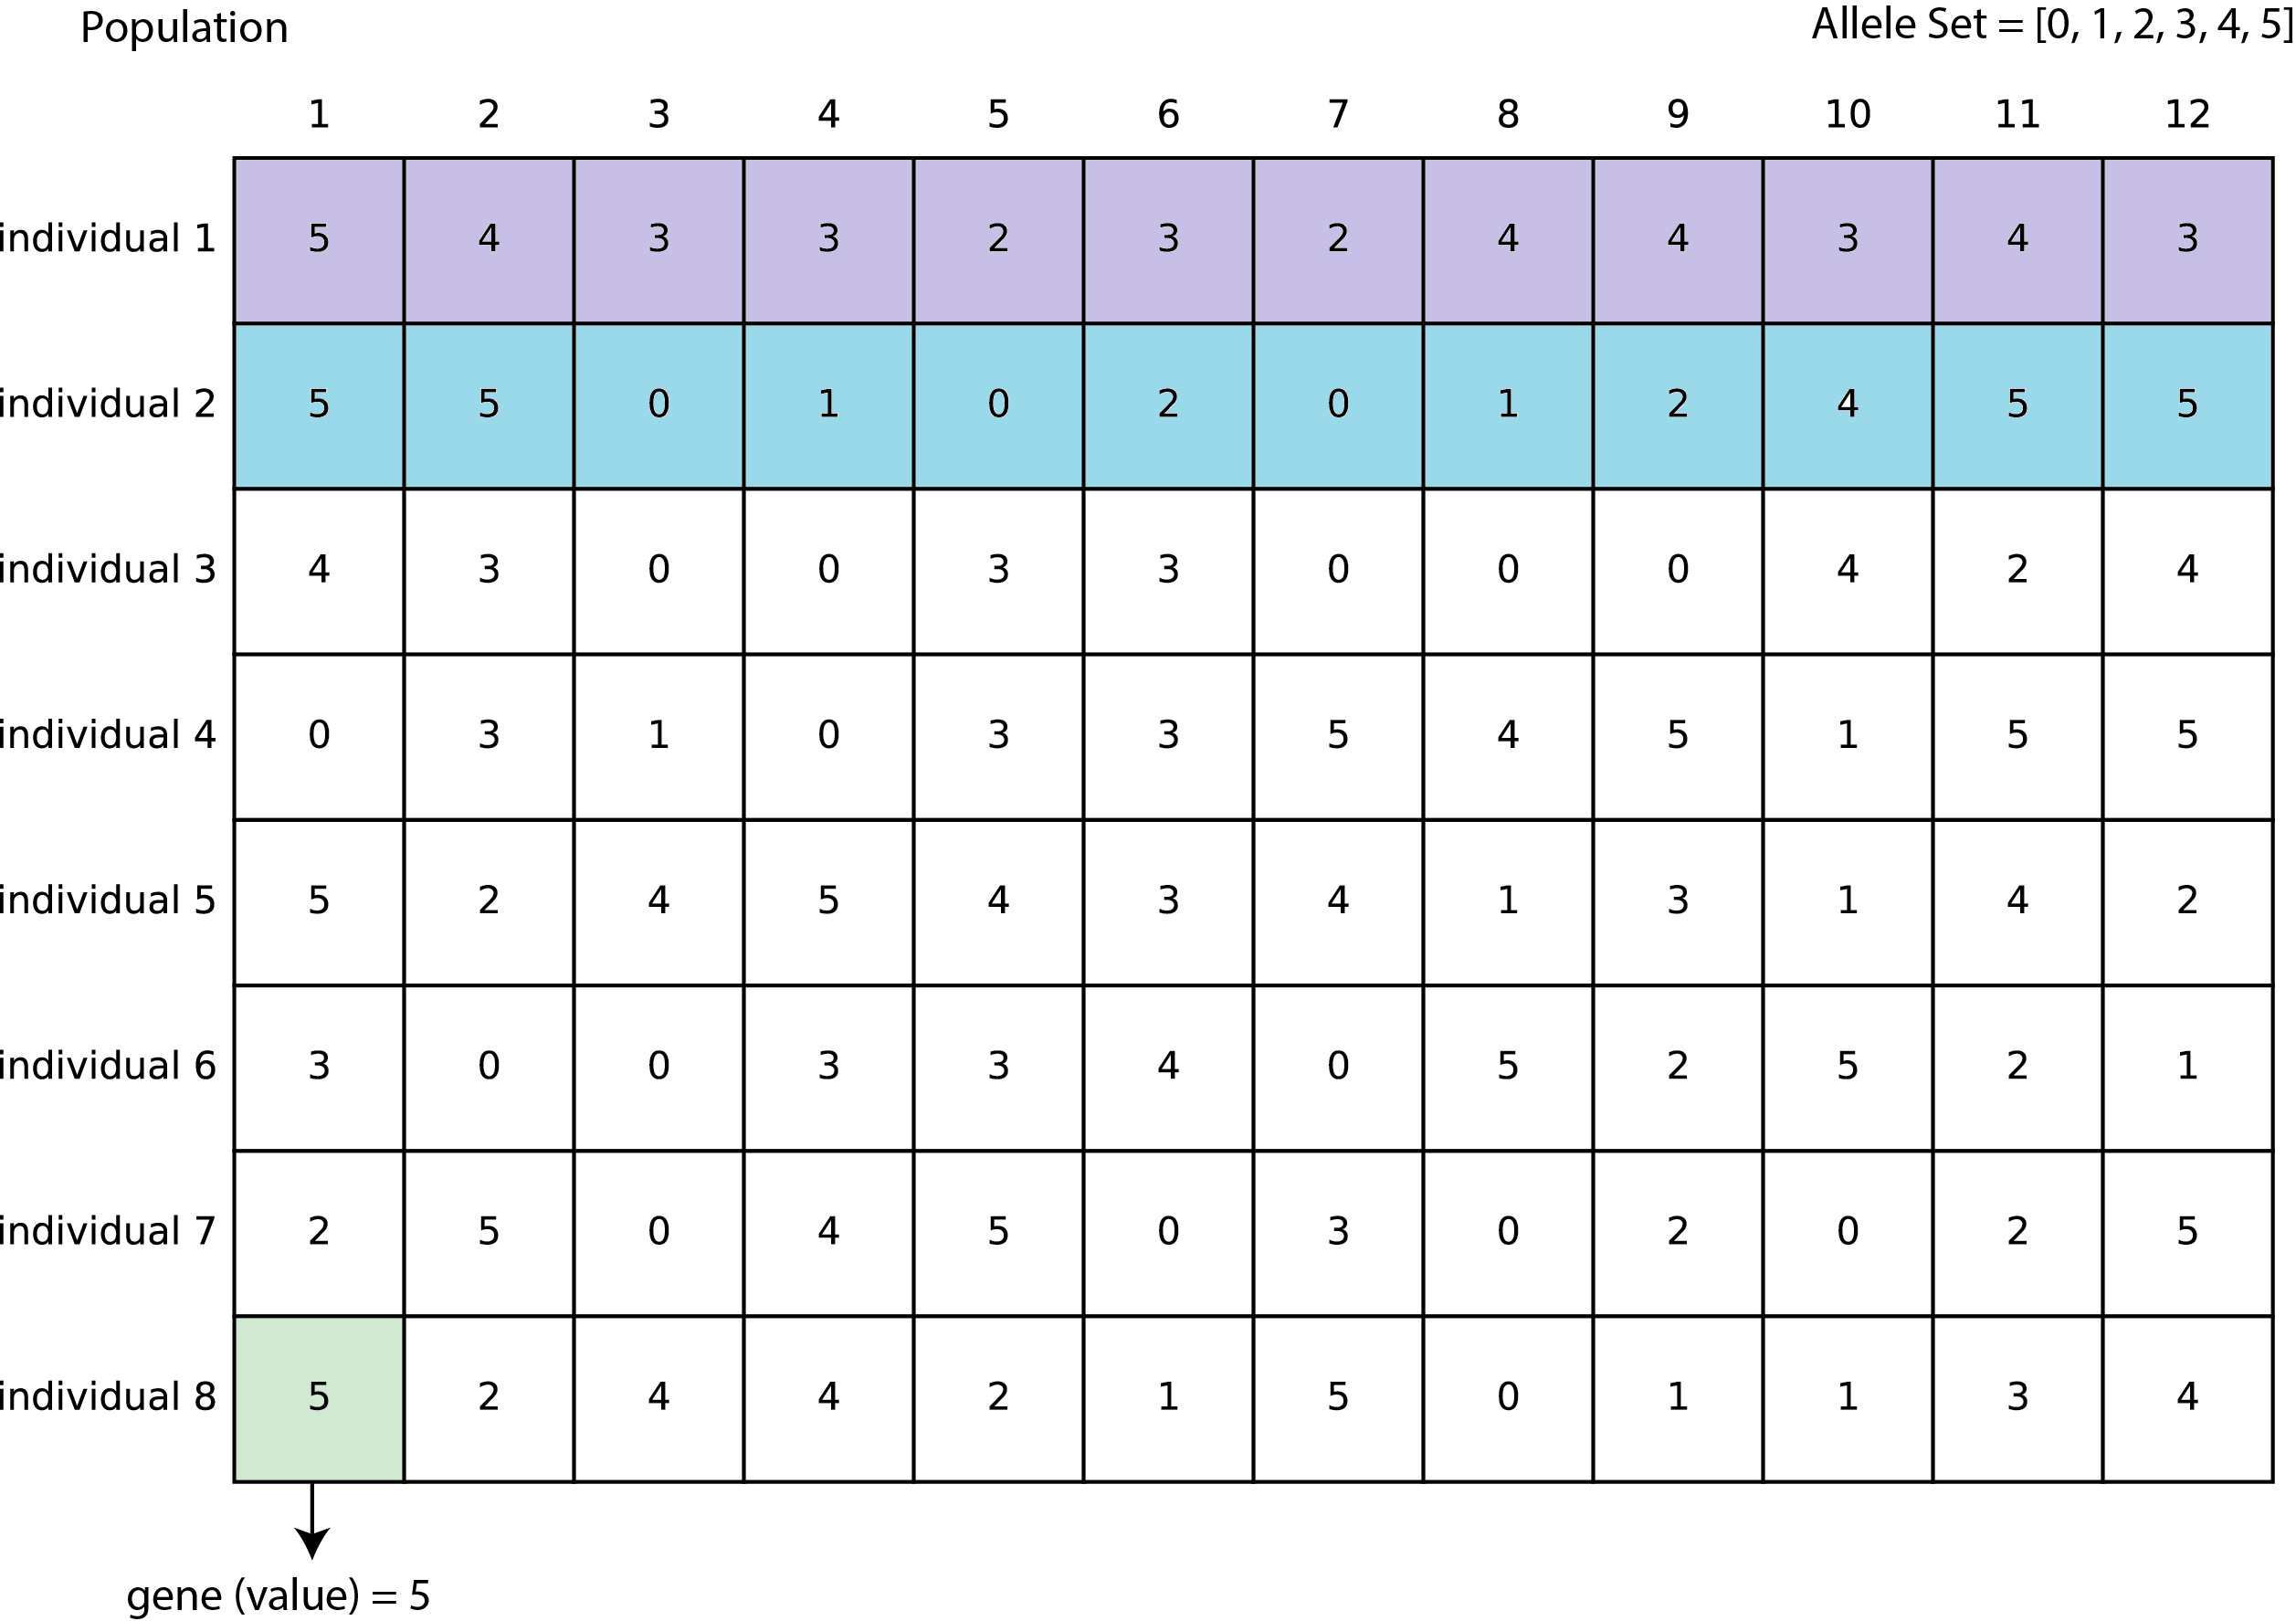 Population Allele Set = [0, 1, 2, 3, 4, 5]
1 2 3 4 5 6 7 8 9 10 11 12
individual 1 5 4 3 3 2 3 2 4 4 3 4 3
individual 2 5 5 0 1 0 2 0 1 2 4 5 5
individual 3 4 3 0 0 3 3 0 0 0 4 2 4
individual 4 0 3 1 0 3 3 5 4 5 1 5 5
individual 5 5 2 4 5 4 3 4 1 3 1 4 2
individual 6 3 0 0 3 3 4 0 5 2 5 2 1
individual 7 2 5 0 4 5 0 3 0 2 0 2 5
individual 8 5 2 4 4 2 1 5 0 1 1 3 4
gene (value) = 5